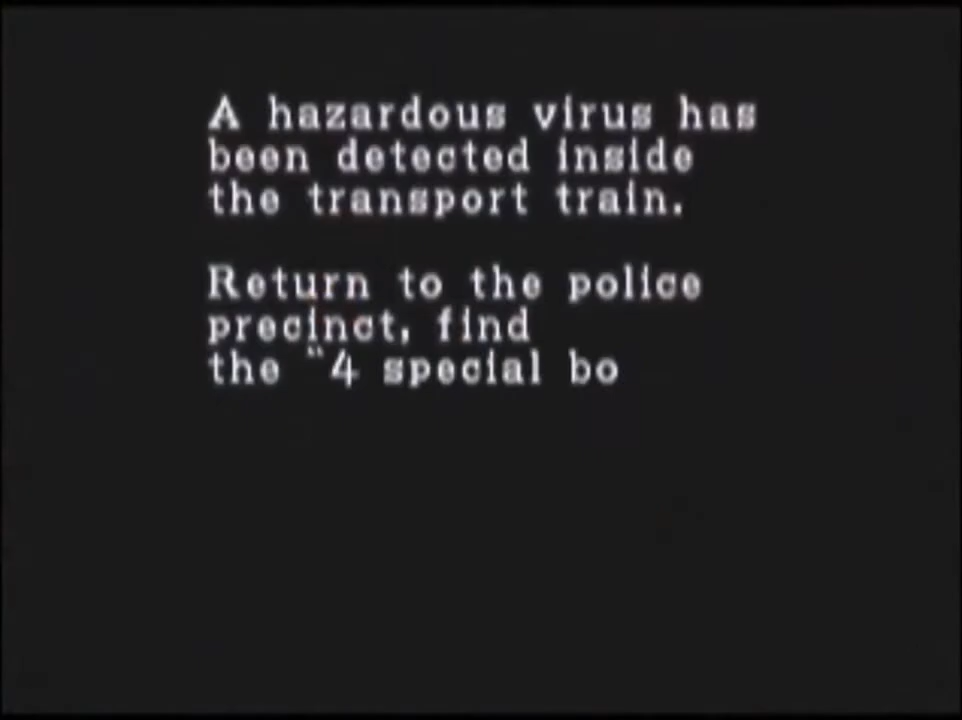 A hazardous virus has
been detected inside
the transport train.
Return to the police
precinct, find
the "4 special bo